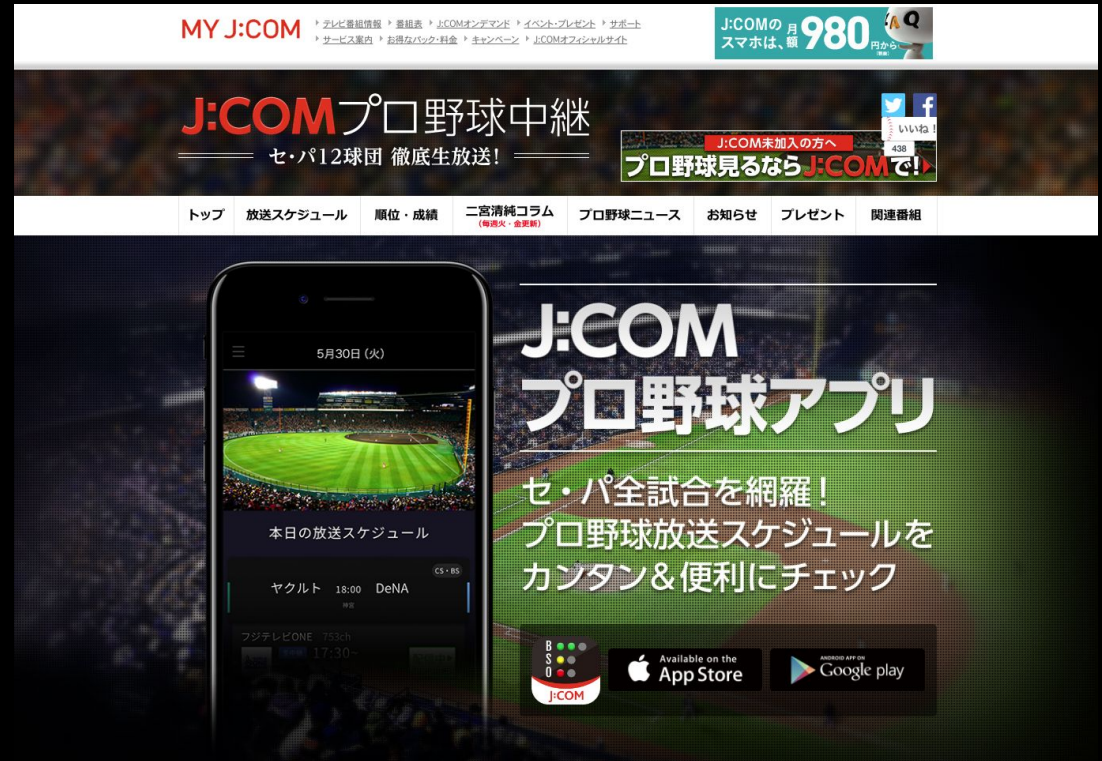 MY J:COM
テレビ番組情報 番組表 J:COMオンデマンド イベント・プレゼント サポート
サービス案内 お得なパック・料金 キャンペーン J:COMオフィシャルサイト
J:COMの
スマホは、
月額
980
円から
(税抜)
Q
J:COMプロ野球中継
セ・パ12球団 徹底生放送!
いいね!
438
J:COM未加入の方へ
プロ野球見るならJ:COMで!
トップ 放送スケジュール 順位・成績 二宮清純コラム プロ野球ニュース お知らせ プレゼント 関連番組
(毎週火・金更新)
5月30日 (火)
本日の放送スケジュール
CS・BS
ヤクルト 18:00 DeNA
神宮
フジテレビONE 753ch
17:30~
J:COM
プロ野球アプリ
セ・パ全試合を網羅!
プロ野球放送スケジュールを
カンタン&便利にチェック
B
S
O
J:COM
Available on the
App Store
ANDROID APP ON
Google play